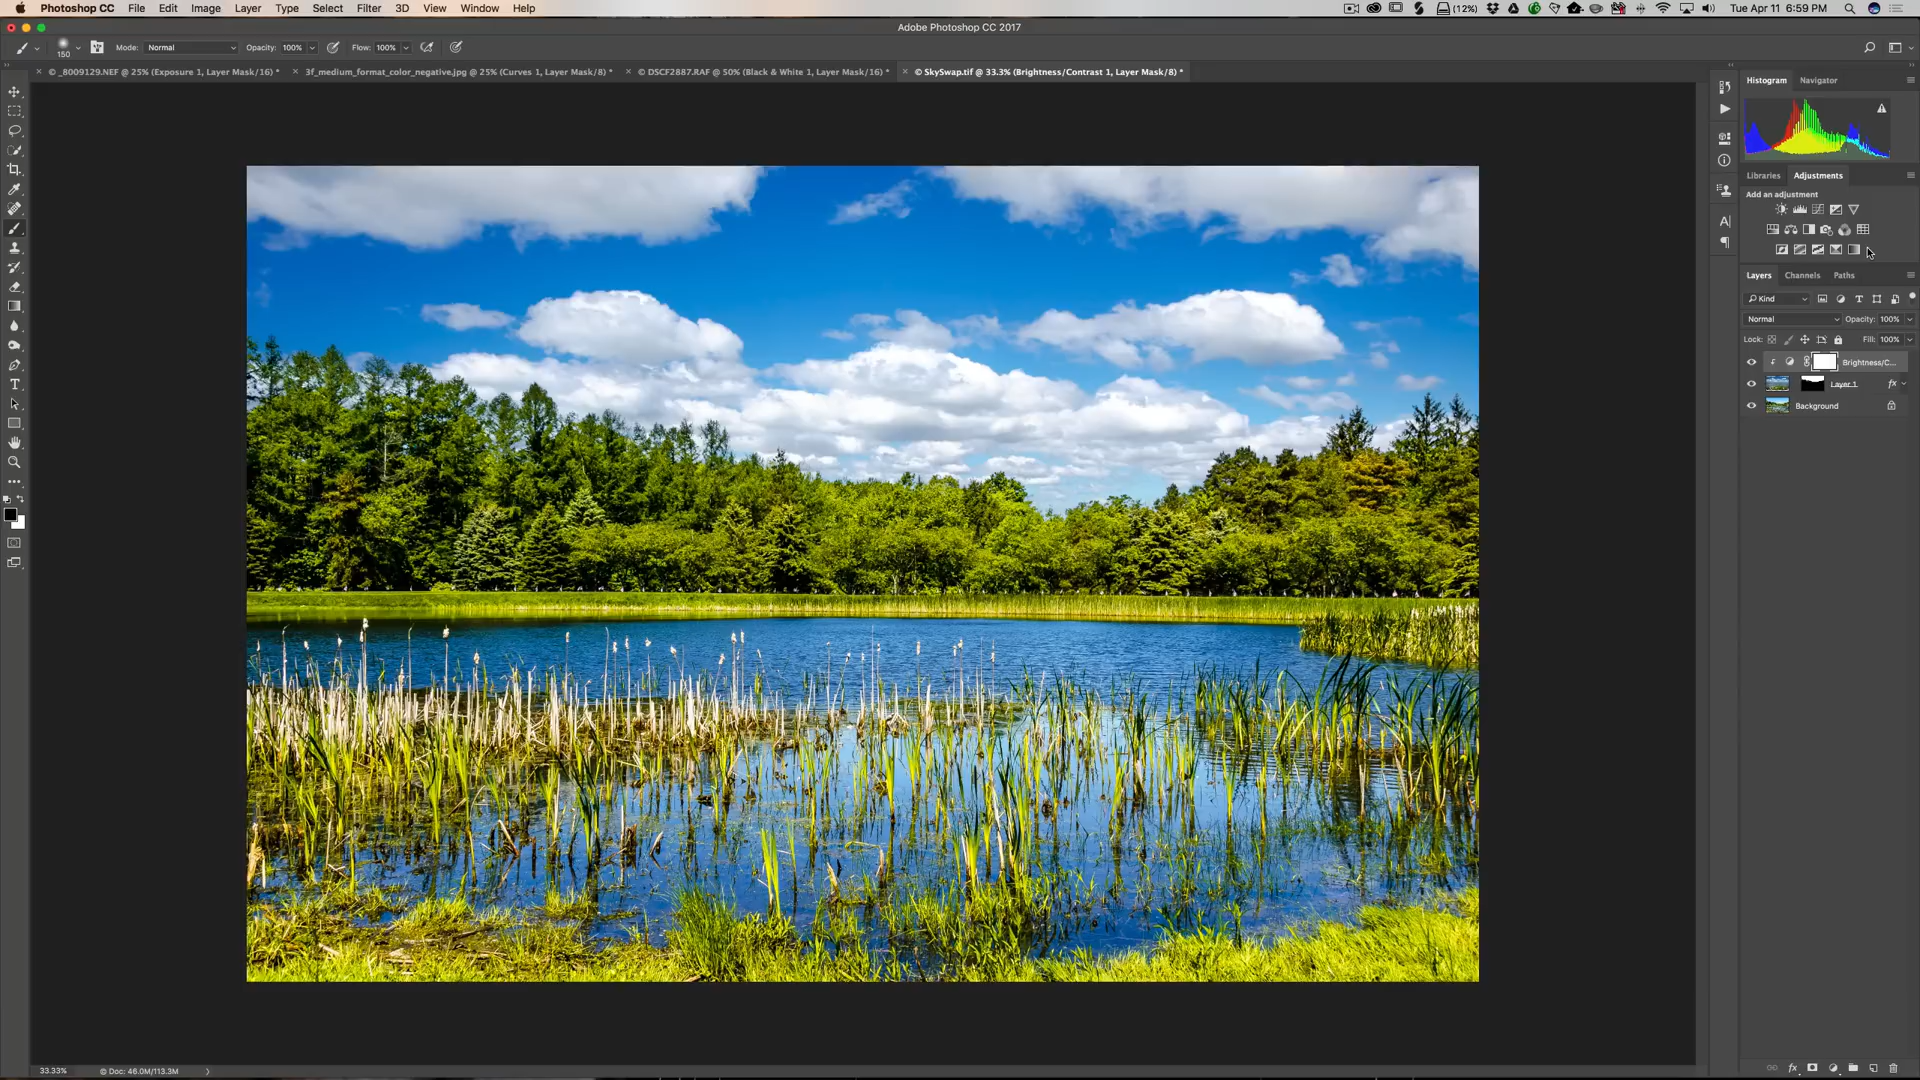 Photoshop CC File Edit Image Layer Type Select Filter 3D View Window Help (12%) Tue Apr 11 6:59 PM
Adobe Photoshop CC 2017
150 Mode: Normal Opacity: 100% Flow: 100%
× © _8009129.NEF @ 25% (Exposure 1, Layer Mask/16) * × 3f_medium_format_color_negative.jpg @ 25% (Curves 1, Layer Mask/8) * × © DSCF2887.RAF @ 50% (Black & White 1, Layer Mask/16) * × © SkySwap.tif @ 33.3% (Brightness/Contrast 1, Layer Mask/8) *
Histogram Navigator
Libraries Adjustments
Add an adjustment
Layers Channels Paths
Kind
Normal Opacity: 100%
Lock: Fill: 100%
Brightness/C...
Layer 1 fx
Background
33.33% © Doc: 46.0M/113.3M